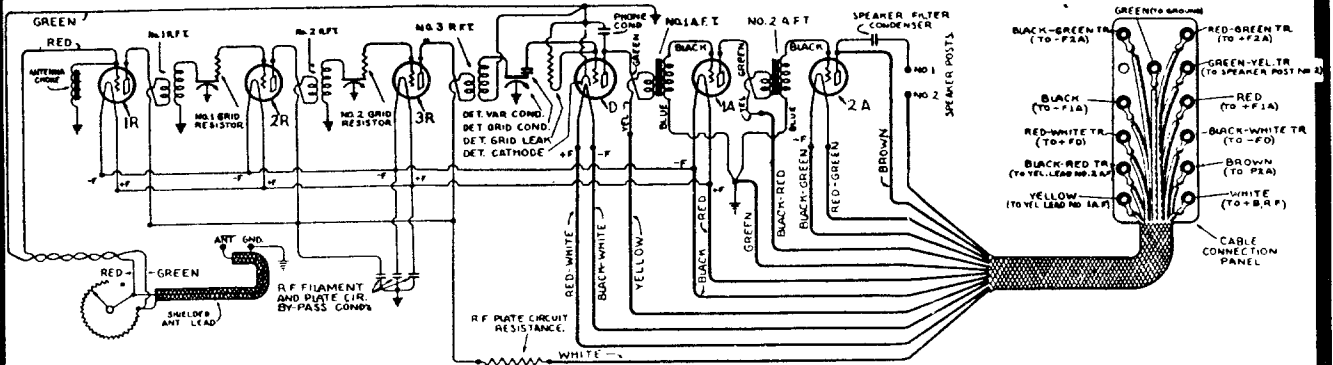 GREEN
RED
ANTENNA CHOKE
1R
NO.1 R.F.T.
NO.1 GRID
RESISTOR
2R
NO.2 R.F.T.
NO.2 GRID
RESISTOR
3R
NO.3 R.F.T.
DET. VAR COND.
DET GRID COND.
DET. GRID LEAK
DET. CATHODE
PHONE
COND
D
GREEN
YEL
NO.1 A.F.T.
BLACK
BLUE
1A
GREEN
YEL
NO.2 A.F.T
BLACK
BLUE
2A
SPEAKER FILTER
CONDENSER
NO.1
NO.2
SPEAKER POSTS
-F
+F
-F
+F
-F
+F
+F
-F
-F
RED-WHITE
BLACK-WHITE
YELLOW
BLACK
RED
GREEN
BLACK-RED
BLACK-GREEN
RED-GREEN
BROWN
ANT GND.
RED
GREEN
SHIELDED
ANT LEAD
R.F FILAMENT
AND PLATE CIR.
BY-PASS COND'S
R.F PLATE CIRCUIT
RESISTANCE.
WHITE
GREEN (TO GROUND)
BLACK-GREEN TR
(TO -F2A)
RED-GREEN TR
(TO +F2A)
GREEN-YEL.TR
(TO SPEAKER POST NO 2)
BLACK
(TO -F1A)
RED
(TO +F1A)
RED-WHITE TR
(TO +FD)
BLACK-WHITE TR
(TO -FD)
BLACK-RED TR
(TO YEL. LEAD NO. 2 A F)
BROWN
(TO P2A)
YELLOW
(TO YEL LEAD NO 1 A.F)
WHITE
(TO +B, R F)
CABLE
CONNECTION
PANEL